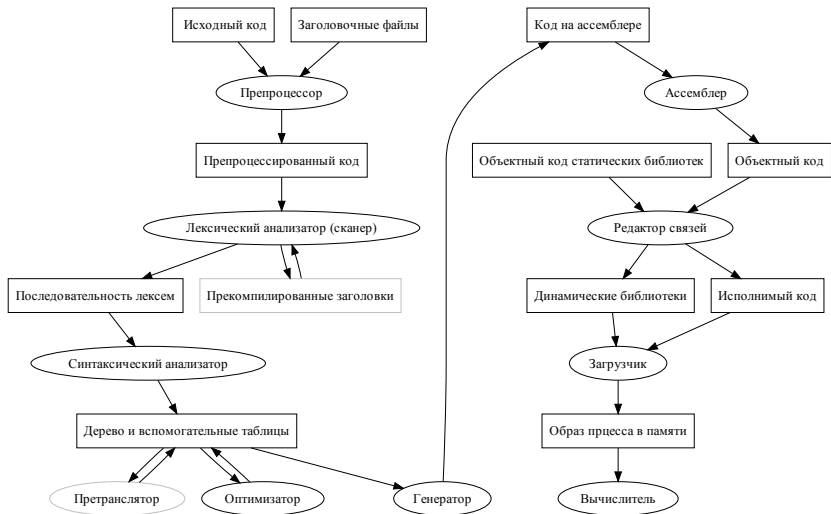 Исходный код
Заголовочные файлы
Код на ассемблере
Препроцессор
Ассемблер
Препроцессированный код
Объектный код статических библиотек
Объектный код
Лексический анализатор (сканер)
Редактор связей
Последовательность лексем
Прекомпилированные заголовки
Динамические библиотеки
Исполнимый код
Синтаксический анализатор
Загрузчик
Дерево и вспомогательные таблицы
Образ прцесса в памяти
Претранслятор
Оптимизатор
Генератор
Вычислитель